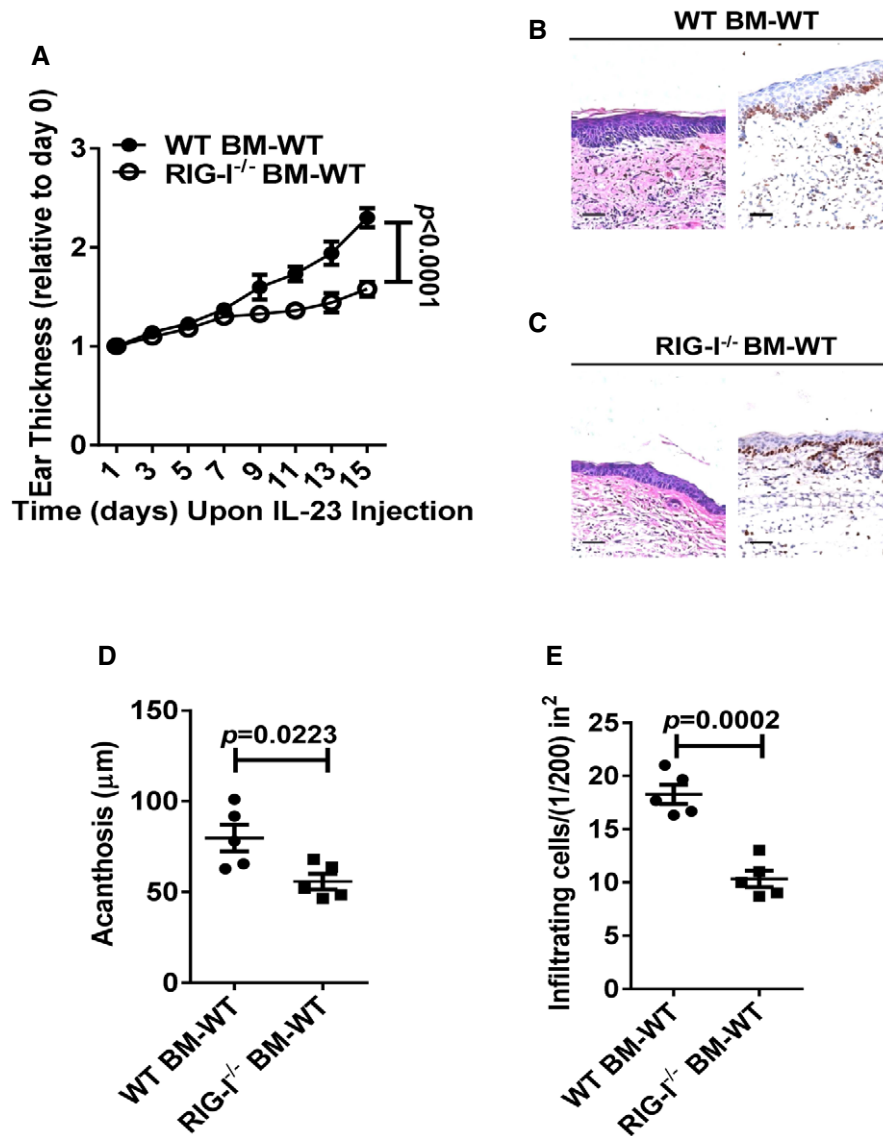 A
Ear Thickness (relative to day 0)
3
2
1
0
WT BM-WT
RIG-I-/- BM-WT
p<0.0001
1 3 5 7 9 11 13 15
Time (days) Upon IL-23 Injection
B
WT BM-WT
C
RIG-I-/- BM-WT
D
Acanthosis (μm)
150
100
50
0
p=0.0223
WT BM-WT
RIG-I-/- BM-WT
E
Infiltrating cells/(1/200) in2
25
20
15
10
5
0
p=0.0002
WT BM-WT
RIG-I-/- BM-WT